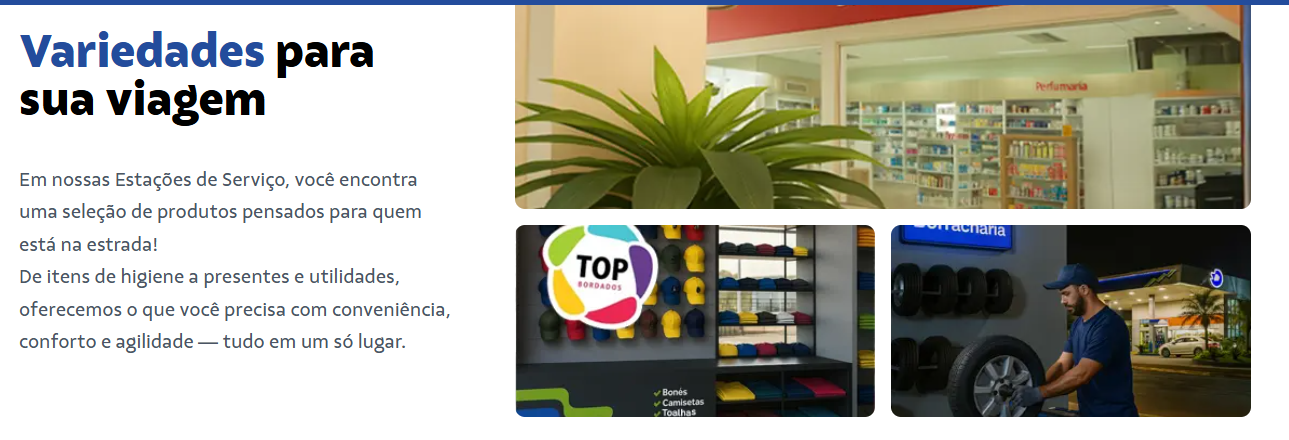 Variedades para
sua viagem
Em nossas Estações de Serviço, você encontra
uma seleção de produtos pensados para quem
está na estrada!
De itens de higiene a presentes e utilidades,
oferecemos o que você precisa com conveniência,
conforto e agilidade — tudo em um só lugar.
Perfumaria
TOP
BORDADOS
Bonés
Camisetas
Toalhas
Borracharia